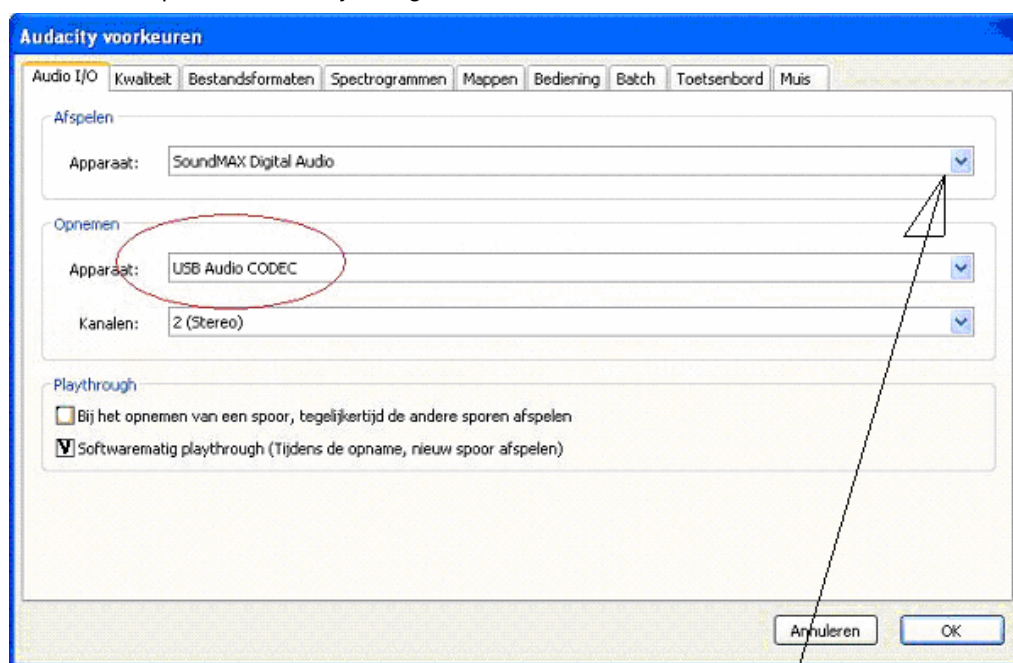 Audacity voorkeuren
Audio I/O Kwaliteit Bestandsformaten Spectrogrammen Mappen Bediening Batch Toetsenbord Muis
Afspelen
Apparaat: SoundMAX Digital Audio
Opnemen
Apparaat: USB Audio CODEC
Kanalen: 2 (Stereo)
Playthrough
Bij het opnemen van een spoor, tegelijkertijd de andere sporen afspelen
Softwarematig playthrough (Tijdens de opname, nieuw spoor afspelen)
Annuleren OK